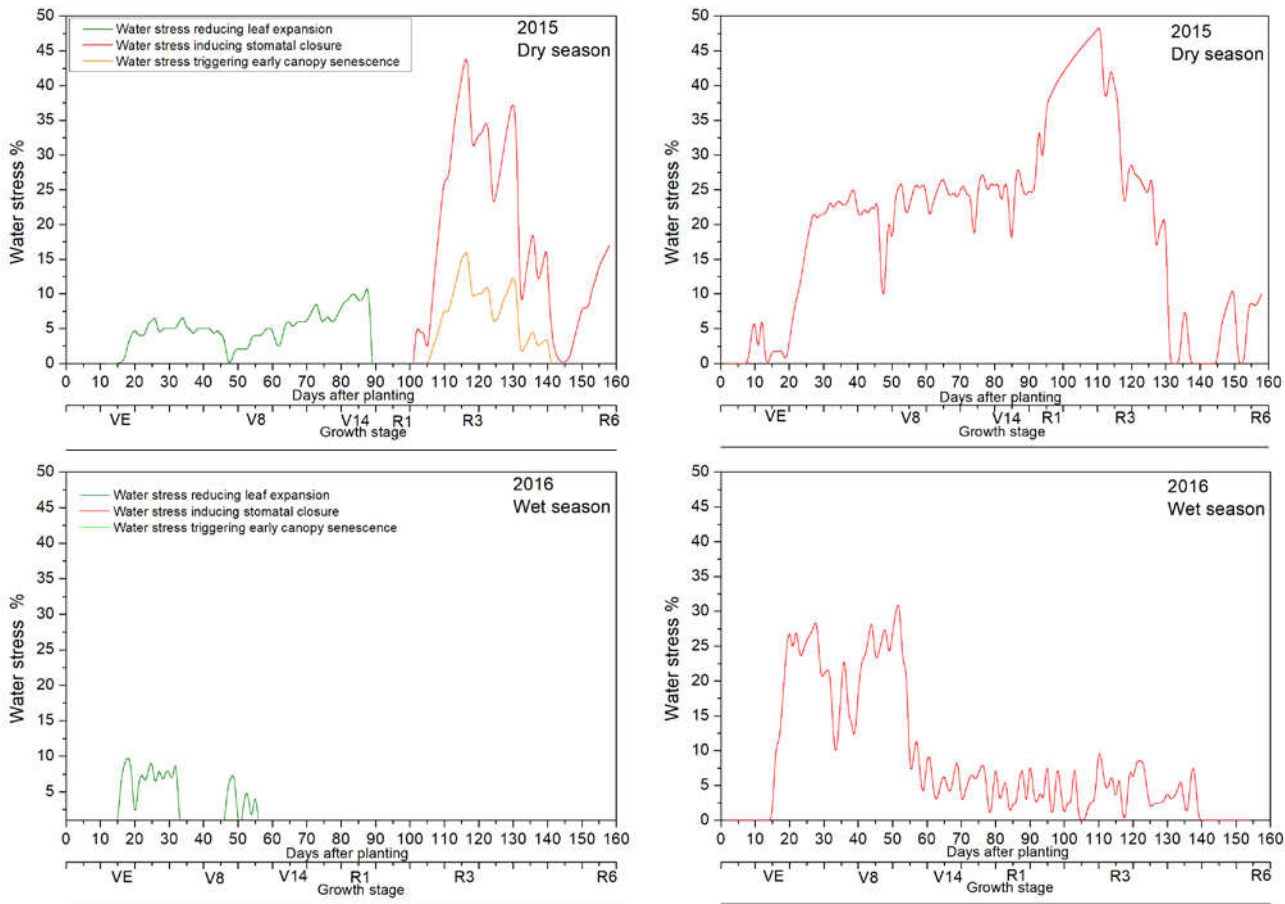 50
45
40
35
30
25
20
15
10
5
0
Water stress %
Water stress reducing leaf expansion
Water stress inducing stomatal closure
Water stress triggering early canopy senescence
2015
Dry season
0 10 20 30 40 50 60 70 80 90 100 110 120 130 140 150 160
Days after planting
VE V8 V14 R1 R3 R6
Growth stage
50
45
40
35
30
25
20
15
10
5
0
Water stress %
2015
Dry season
0 10 20 30 40 50 60 70 80 90 100 110 120 130 140 150 160
Days after planting
VE V8 V14 R1 R3 R6
Growth stage
50
45
40
35
30
25
20
15
10
5
Water stress %
Water stress reducing leaf expansion
Water stress inducing stomatal closure
Water stress triggering early canopy senescence
2016
Wet season
0 10 20 30 40 50 60 70 80 90 100 110 120 130 140 150 160
Days after planting
VE V8 V14 R1 R3 R6
Growth stage
50
45
40
35
30
25
20
15
10
5
0
Water stress %
2016
Wet season
0 10 20 30 40 50 60 70 80 90 100 110 120 130 140 150 160
Days after planting
VE V8 V14 R1 R3 R6
Growth stage